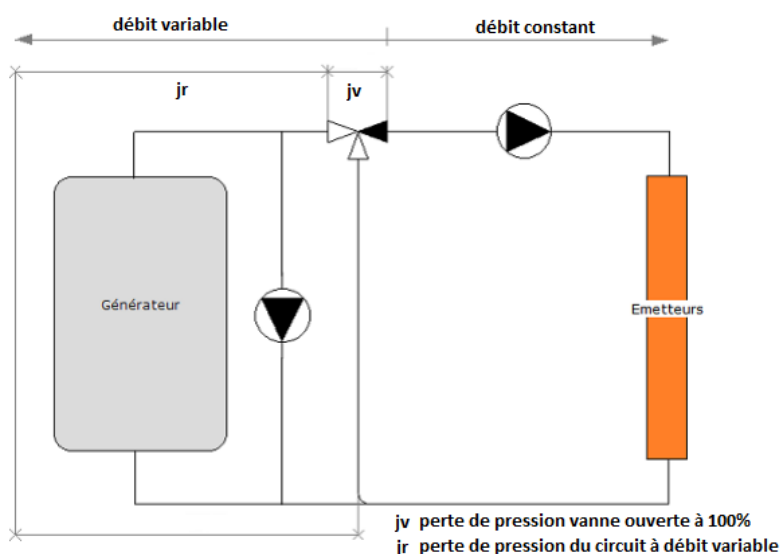 débit variable
débit constant
jr
jv
Générateur
Emetteurs
jv perte de pression vanne ouverte à 100%
jr perte de pression du circuit à débit variable